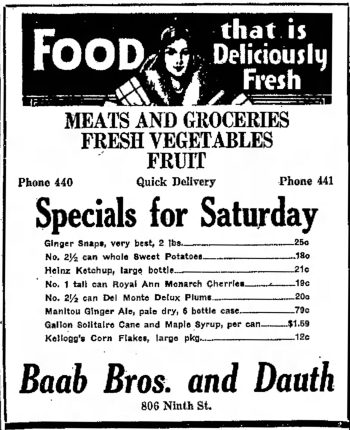 FOOD
that is
Deliciously
Fresh
MEATS AND GROCERIES
FRESH VEGETABLES
FRUIT
Phone 440 Quick Delivery Phone 441
Specials for Saturday
Ginger Snaps, very best, 2 lbs. 25c
No. 2½ can whole Sweet Potatoes 18c
Heinz Ketchup, large bottle 21c
No. 1 tall can Royal Ann Monarch Cherries 19c
No. 2½ can Del Monte Delux Plums 20c
Manitou Ginger Ale, pale dry, 6 bottle case 79c
Gallon Solitaire Cane and Maple Syrup, per can $1.59
Kellogg's Corn Flakes, large pkg. 12c
Baab Bros. and Dauth
806 Ninth St.